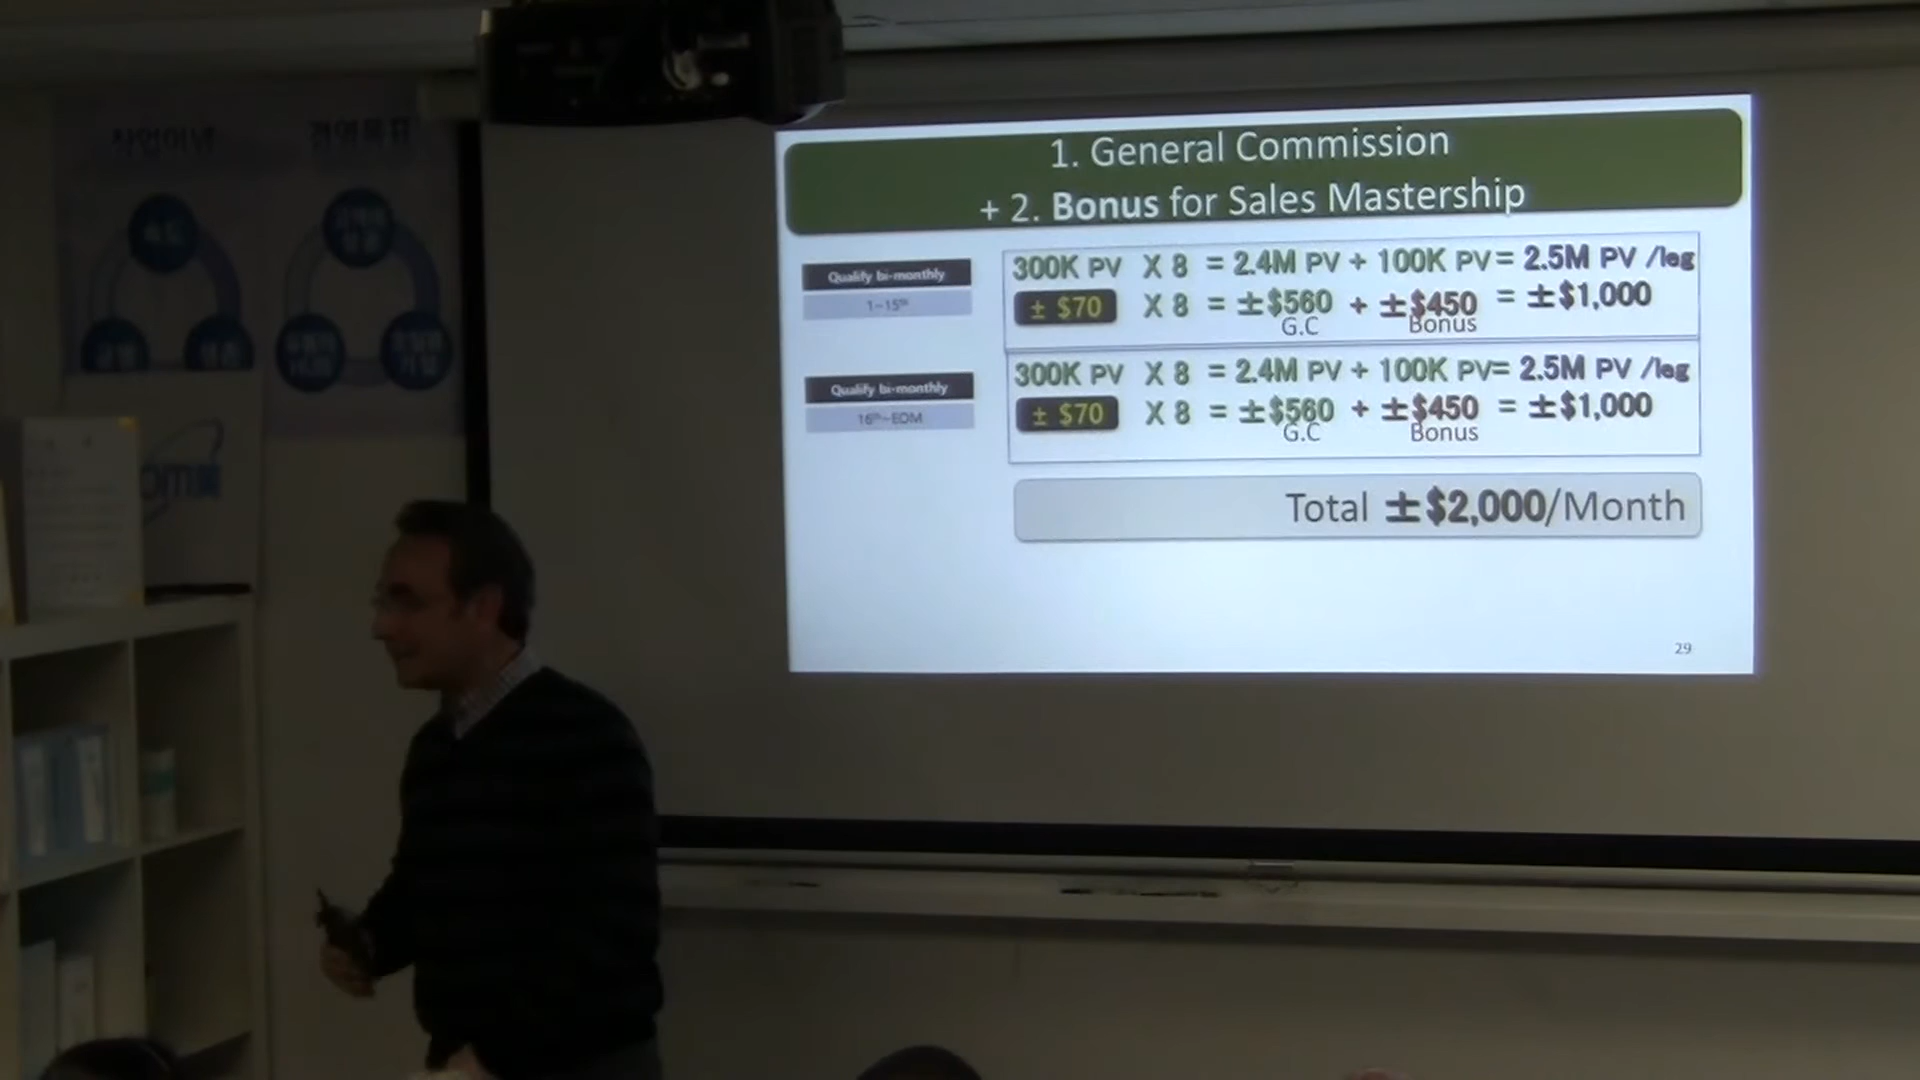 1. General Commission
+ 2. Bonus for Sales Mastership
Qualify bi-monthly
1~15th
300K PV X 8 = 2.4M PV + 100K PV = 2.5M PV /leg
± $70 X 8 = ±$560 + ±$450 = ±$1,000
G.C Bonus
Qualify bi-monthly
16th~EOM
300K PV X 8 = 2.4M PV + 100K PV = 2.5M PV /leg
± $70 X 8 = ±$560 + ±$450 = ±$1,000
G.C Bonus
Total ±$2,000/Month
29